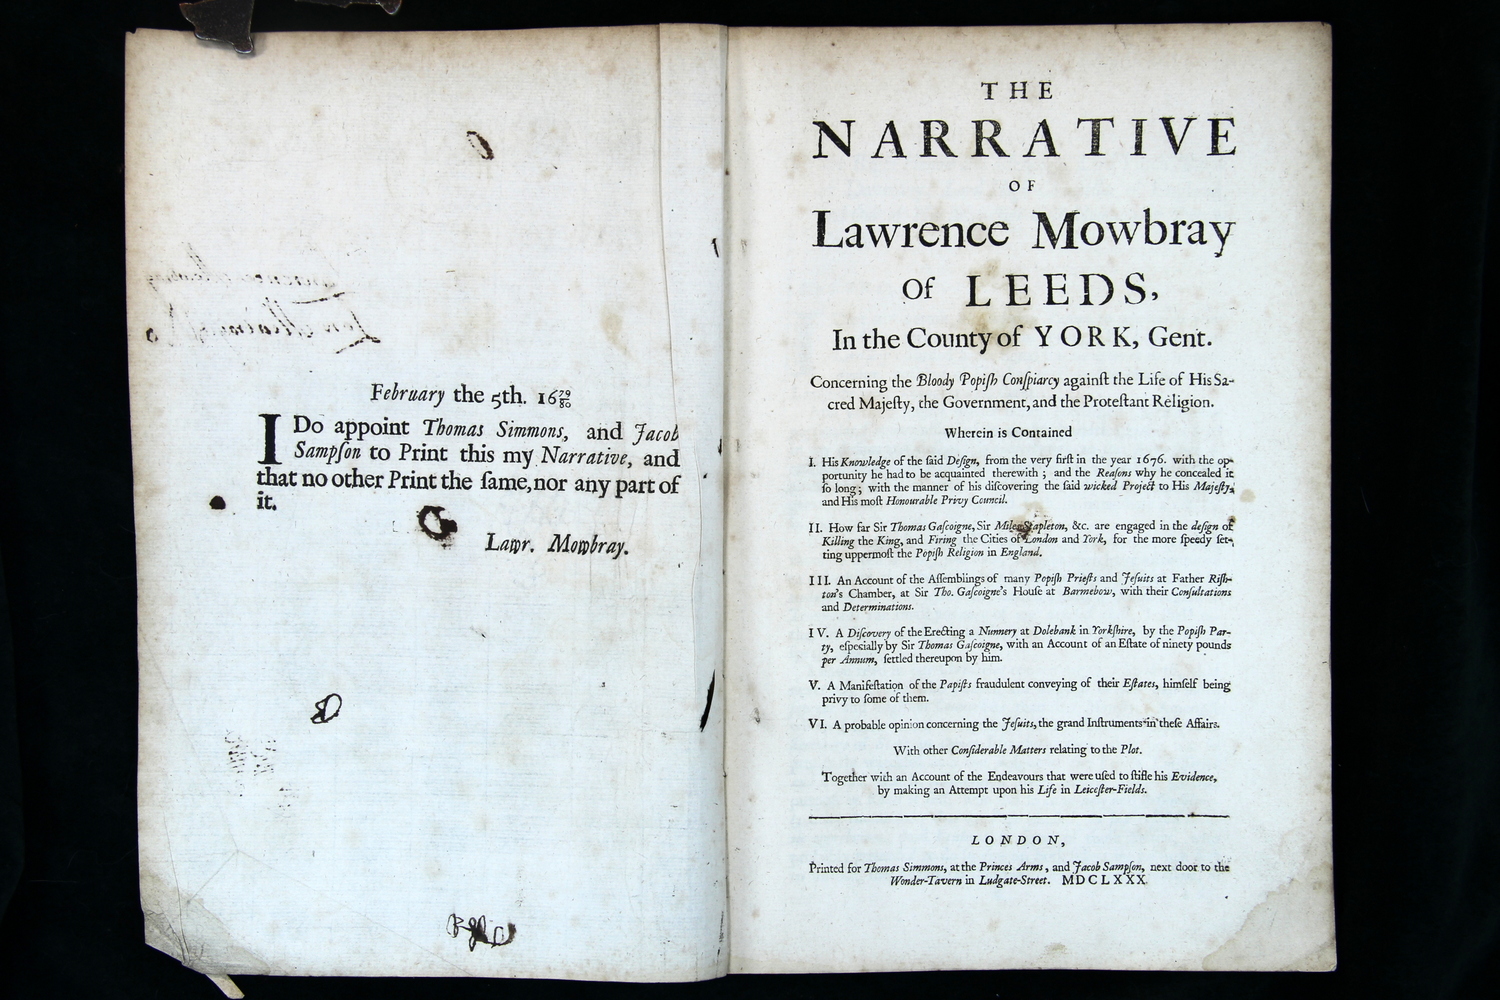 February the 5th. 16 79/80
I Do appoint Thomas Simmons, and Jacob
Sampſon to Print this my Narrative, and
that no other Print the ſame, nor any part of
it.
Lawr. Mowbray.
THE
NARRATIVE
OF
Lawrence Mowbray
Of LEEDS,
In the County of YORK, Gent.
Concerning the Bloody Popiſh Conſpiarcy againſt the Life of His Sa-
cred Majeſty, the Government, and the Proteſtant Religion.
Wherein is Contained
I. His Knowledge of the ſaid Deſign, from the very firſt in the year 1676. with the op-
portunity he had to be acquainted therewith; and the Reaſons why he concealed it
ſo long; with the manner of his diſcovering the ſaid wicked Project to His Majeſty,
and His moſt Honourable Privy Council.
II. How far Sir Thomas Gaſcoigne, Sir Miles Stapleton, &c. are engaged in the deſign of
Killing the King, and Firing the Cities of London and York, for the more ſpeedy ſet-
ting uppermoſt the Popiſh Religion in England.
III. An Account of the Aſſemblings of many Popiſh Prieſts and Jeſuits at Father Riſh-
ton's Chamber, at Sir Tho. Gaſcoigne's Houſe at Barmebow, with their Conſultations
and Determinations.
IV. A Diſcovery of the Erecting a Nunnery at Dolebank in Yorkſhire, by the Popiſh Par-
ty, eſpecially by Sir Thomas Gaſcoigne, with an Account of an Eſtate of ninety pounds
per Annum, ſettled thereupon by him.
V. A Manifeſtation of the Papiſts fraudulent conveying of their Eſtates, himſelf being
privy to ſome of them.
VI. A probable opinion concerning the Jeſuits, the grand Inſtruments in theſe Affairs.
With other Conſiderable Matters relating to the Plot.
Together with an Account of the Endeavours that were uſed to ſtifle his Evidence,
by making an Attempt upon his Life in Leiceſter-Fields.
LONDON,
Printed for Thomas Simmons, at the Princes Arms, and Jacob Sampſon, next door to the
Wonder-Tavern in Ludgate-Street. MDCLXXX.